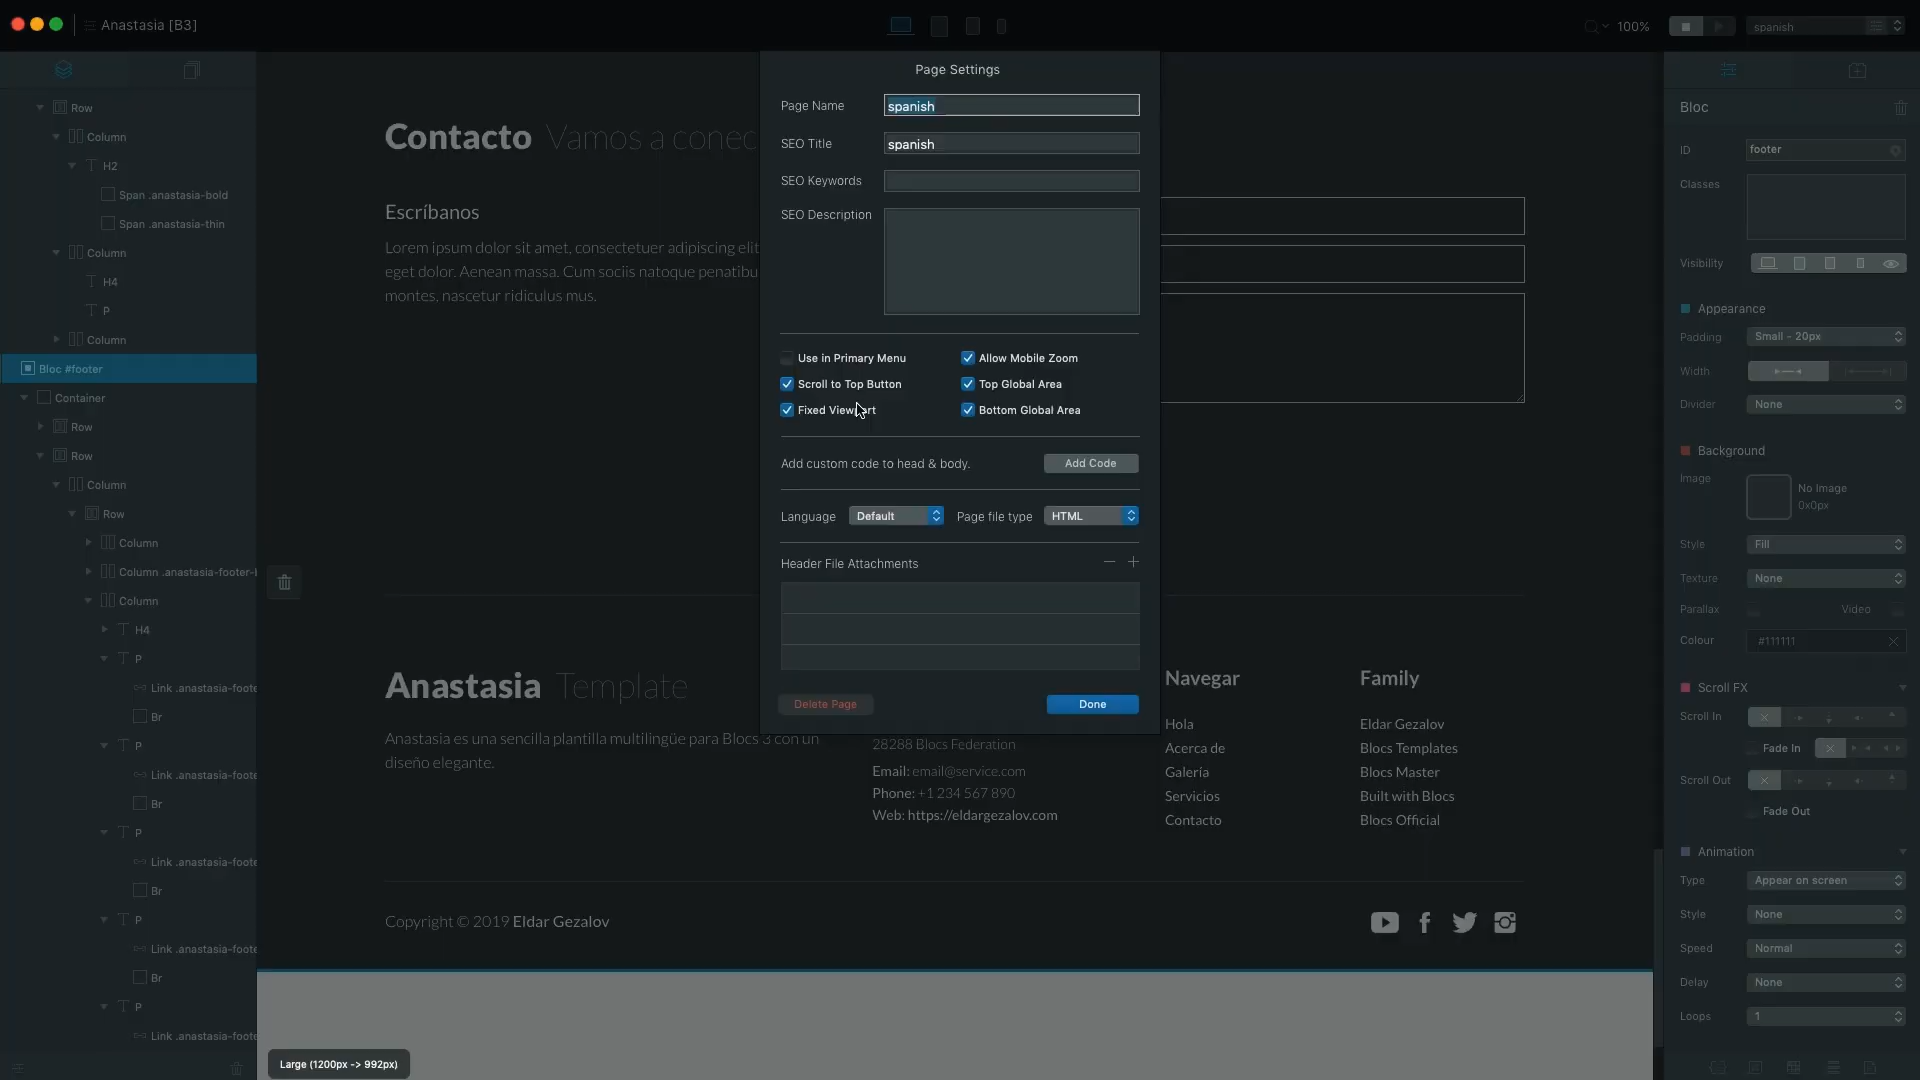 Anastasia [B3]
100%
spanish
Page Settings
Page Name
spanish
SEO Title
spanish
SEO Keywords
SEO Description
Use in Primary Menu
Allow Mobile Zoom
Scroll to Top Button
Top Global Area
Bottom Global Area
Add custom code to head & body.
Add Code
Language
Default
Page file type
HTML
Header File Attachments
Delete Page
Done
Row
Column
H2
Span .anastasia-bold
Span .anastasia-thin
Column
H4
P
Column
Bloc #footer
Container
Row
Row
Column
Row
Column
Column .anastasia-footer-
Column
H4
P
Link .anastasia-foote
Br
P
Link .anastasia-foote
Br
P
Link .anastasia-foote
Br
P
Link .anastasia-foote
Br
P
Link .anastasia-foote
Contacto Vamos a conec
Escríbanos
Lorem ipsum dolor sit amet, consectetuer adipiscing elit
eget dolor. Aenean massa. Cum sociis natoque penatibu
montes, nascetur ridiculus mus.
Anastasia Template
Anastasia es una sencilla plantilla multilingüe para Blocs 3 con un
diseño elegante.
28288 Blocs Federation
Email: email@service.com
Phone: +1 234 567 890
Web: https://eldargezalov.com
Navegar
Hola
Acerca de
Galería
Servicios
Contacto
Family
Eldar Gezalov
Blocs Templates
Blocs Master
Built with Blocs
Blocs Official
Copyright © 2019 Eldar Gezalov
Large (1200px -> 992px)
Bloc
ID
footer
Classes
Visibility
Appearance
Padding
Small - 20px
Width
Divider
None
Background
Image
No Image
0x0px
Style
Fill
Texture
None
Parallax
Video
Colour
#111111
Scroll FX
Scroll In
Fade In
Scroll Out
Fade Out
Animation
Type
Appear on screen
Style
None
Speed
Normal
Delay
None
Loops
1